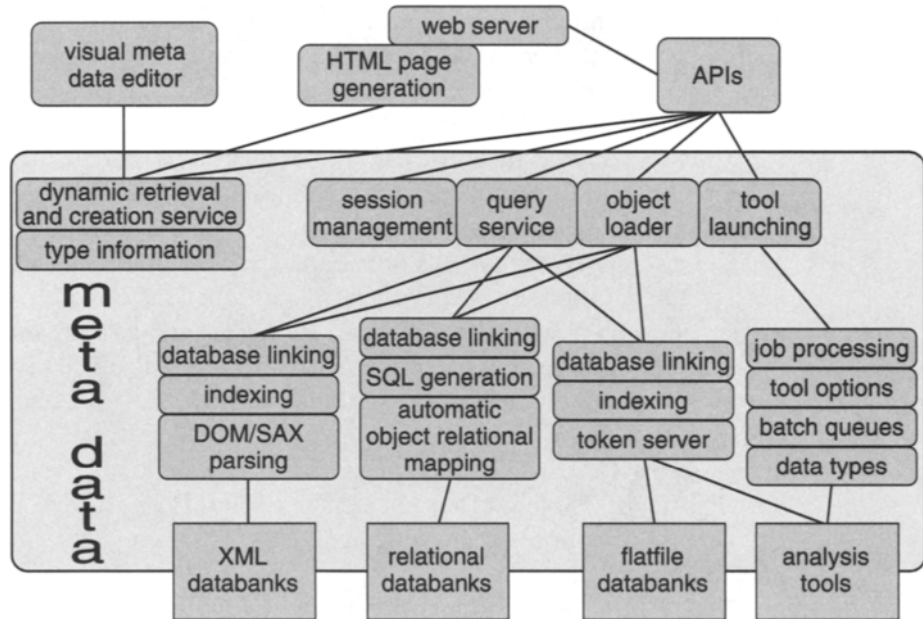 web server
visual meta
data editor
HTML page
generation
APIs
dynamic retrieval
and creation service
type information
session
management
query
service
object
loader
tool
launching
meta data
database linking
indexing
DOM/SAX
parsing
database linking
SQL generation
automatic
object relational
mapping
database linking
indexing
token server
job processing
tool options
batch queues
data types
XML
databanks
relational
databanks
flatfile
databanks
analysis
tools